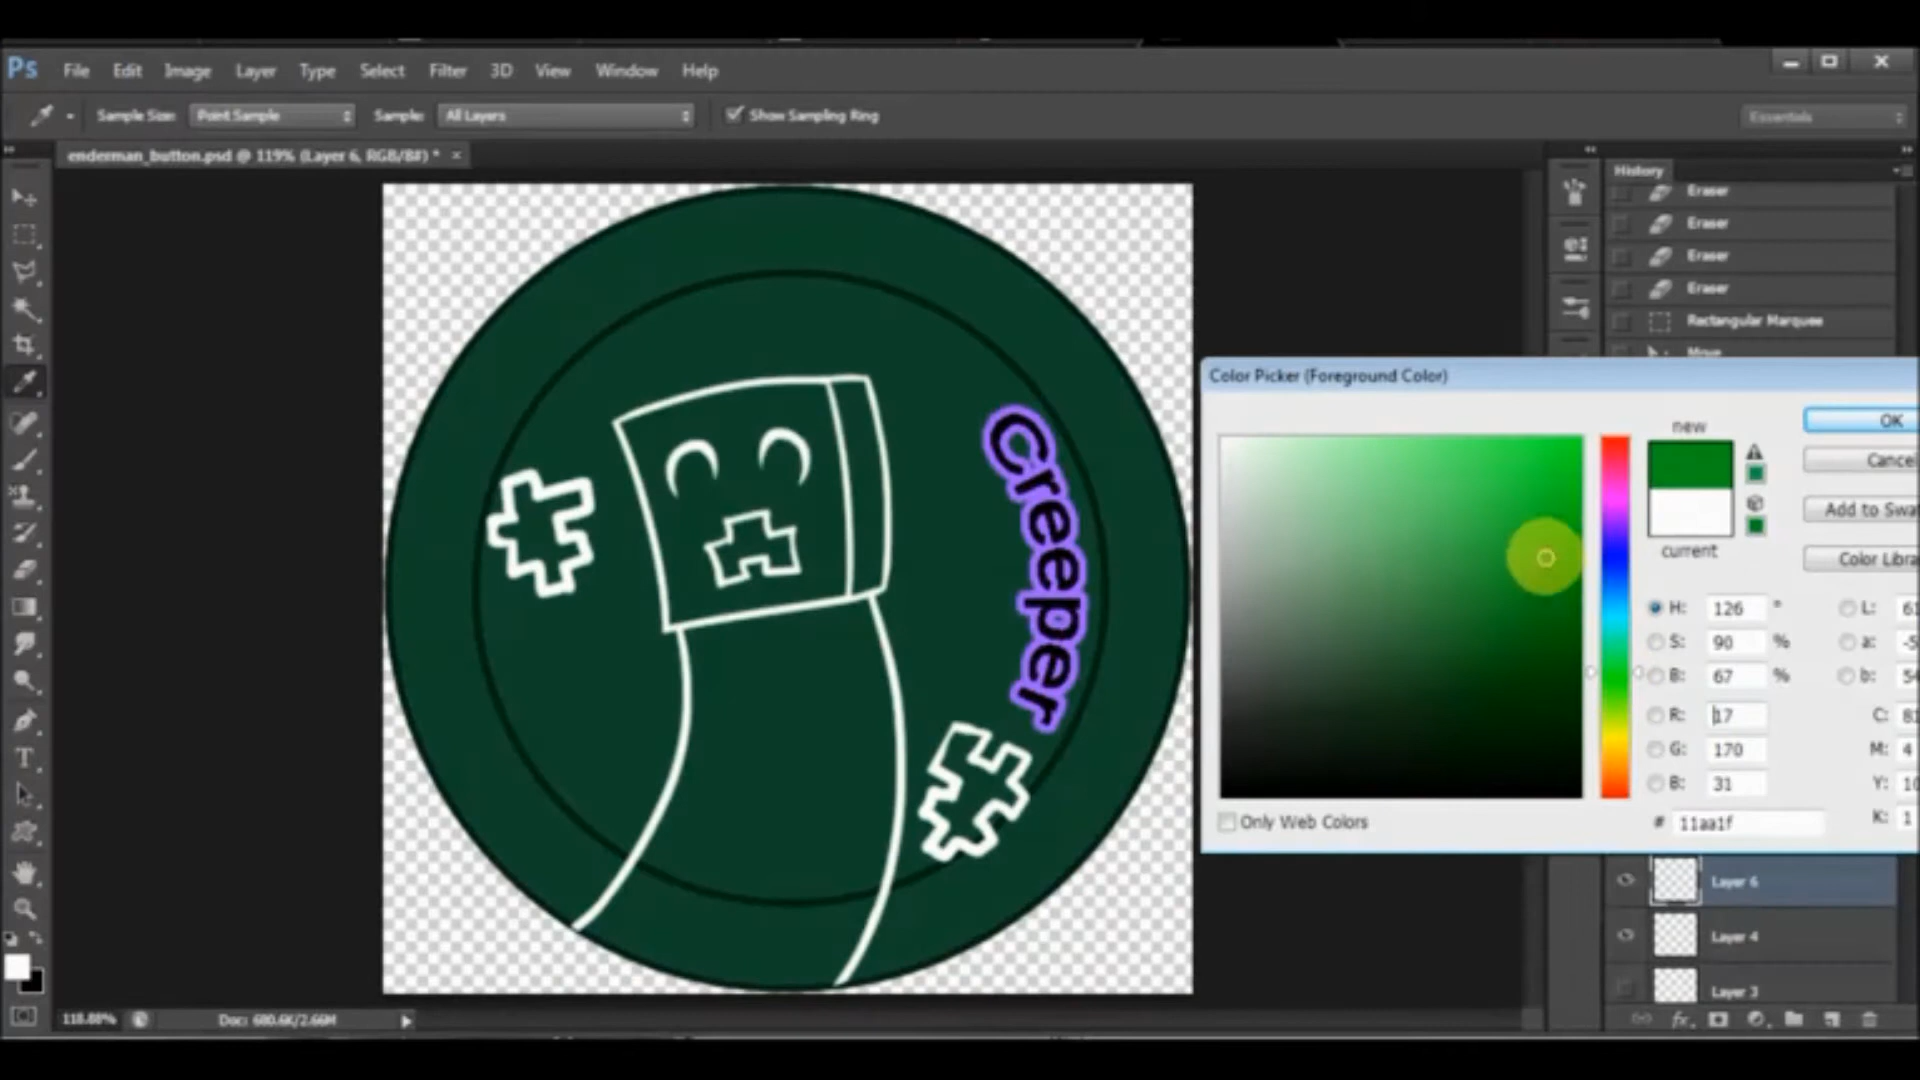 Ps File Edit Image Layer Type Select Filter 3D View Window Help
Sample Size: Point Sample Sample: All Layers Show Sampling Ring Essentials
enderman_button.psd @ 119% (Layer 6, RGB/8#) * ×
History
Eraser
Eraser
Eraser
Eraser
Rectangular Marquee
Move
Color Picker (Foreground Color)
new
OK
Cancel
Add to Swa
Color Libra
current
H: 126 °
S: 90 %
B: 67 %
R: 17
G: 170
B: 31
# 11aa1f
L: 61
a: -5
b: 54
C: 81
M: 4
Y: 10
K: 1
Only Web Colors
Creeper
Layer 6
Layer 4
Layer 3
118.88% Doc: 680.6K/2.66M
fx